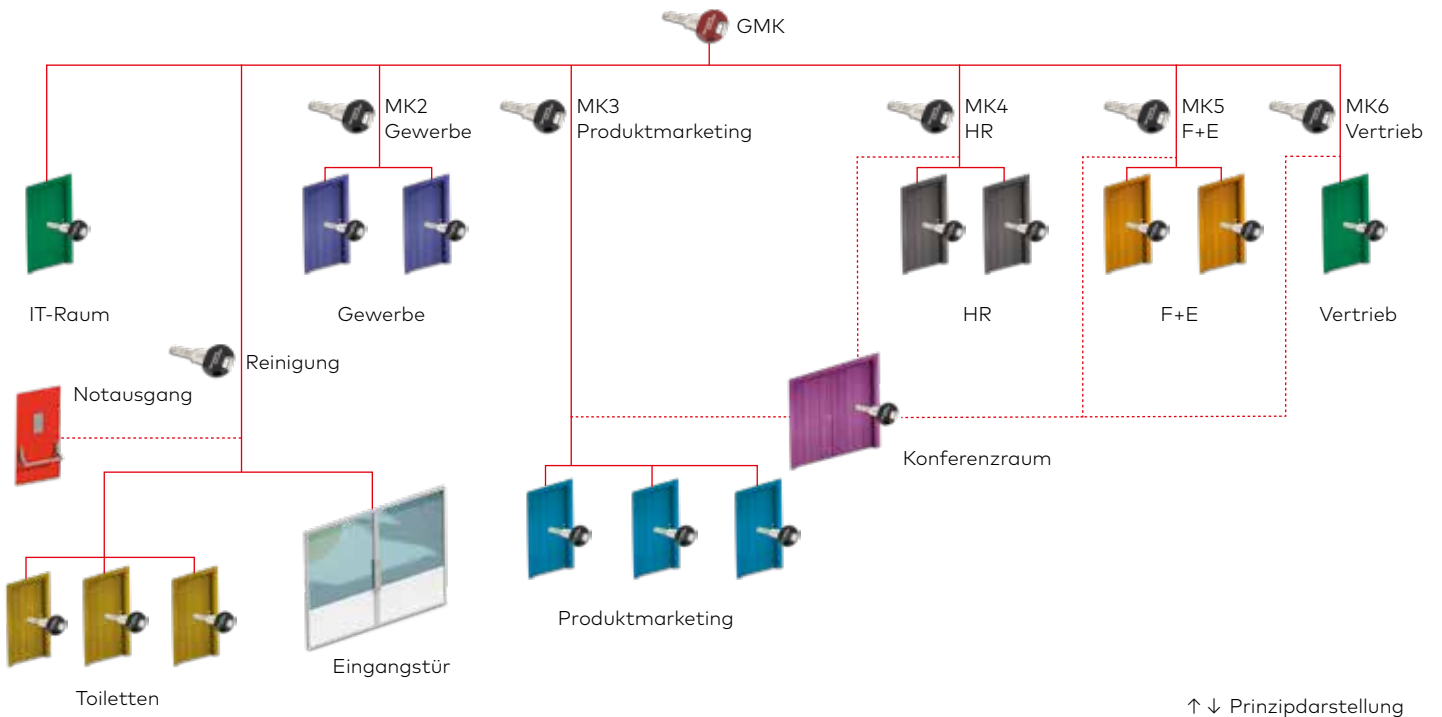 GMK
MK2
Gewerbe
MK3
Produktmarketing
MK4
HR
MK5
F+E
MK6
Vertrieb
IT-Raum
Gewerbe
HR
F+E
Vertrieb
Reinigung
Notausgang
Konferenzraum
Produktmarketing
Eingangstür
Toiletten
↑ ↓ Prinzipdarstellung